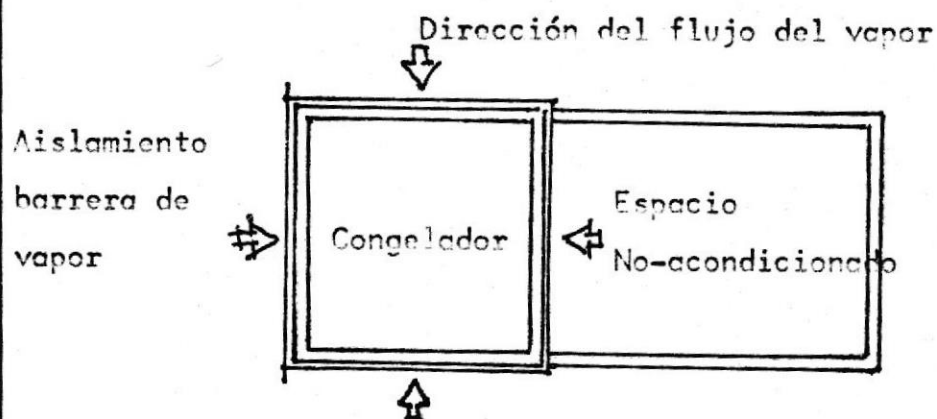 Dirección del flujo del vapor
Aislamiento
barrera de
vapor
Congelador
Espacio
No-acondicionado